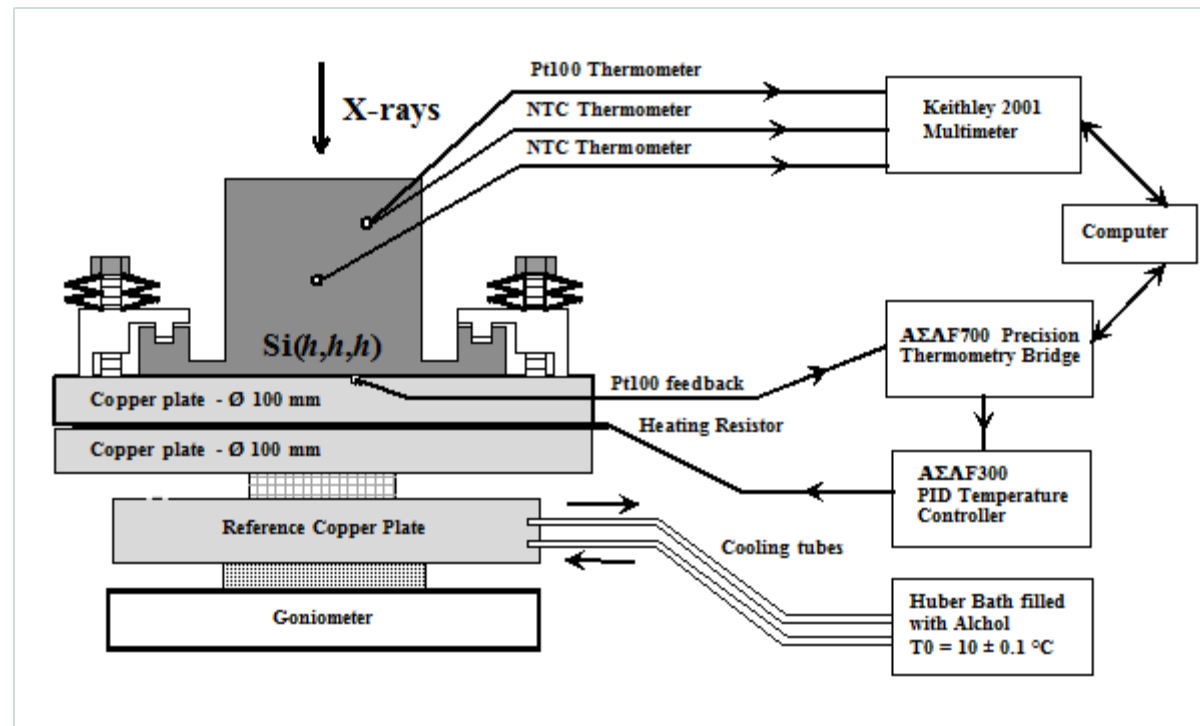 Pt100 Thermometer
X-rays
NTC Thermometer
NTC Thermometer
Keithley 2001
Multimeter
Computer
Si(h,h,h)
ΑΣΛF700 Precision
Thermometry Bridge
Pt100 feedback
Copper plate - Ø 100 mm
Heating Resistor
Copper plate - Ø 100 mm
ΑΣΛF300
PID Temperature
Controller
Reference Copper Plate
Cooling tubes
Goniometer
Huber Bath filled
with Alchol
T0 = 10 ± 0.1 °C